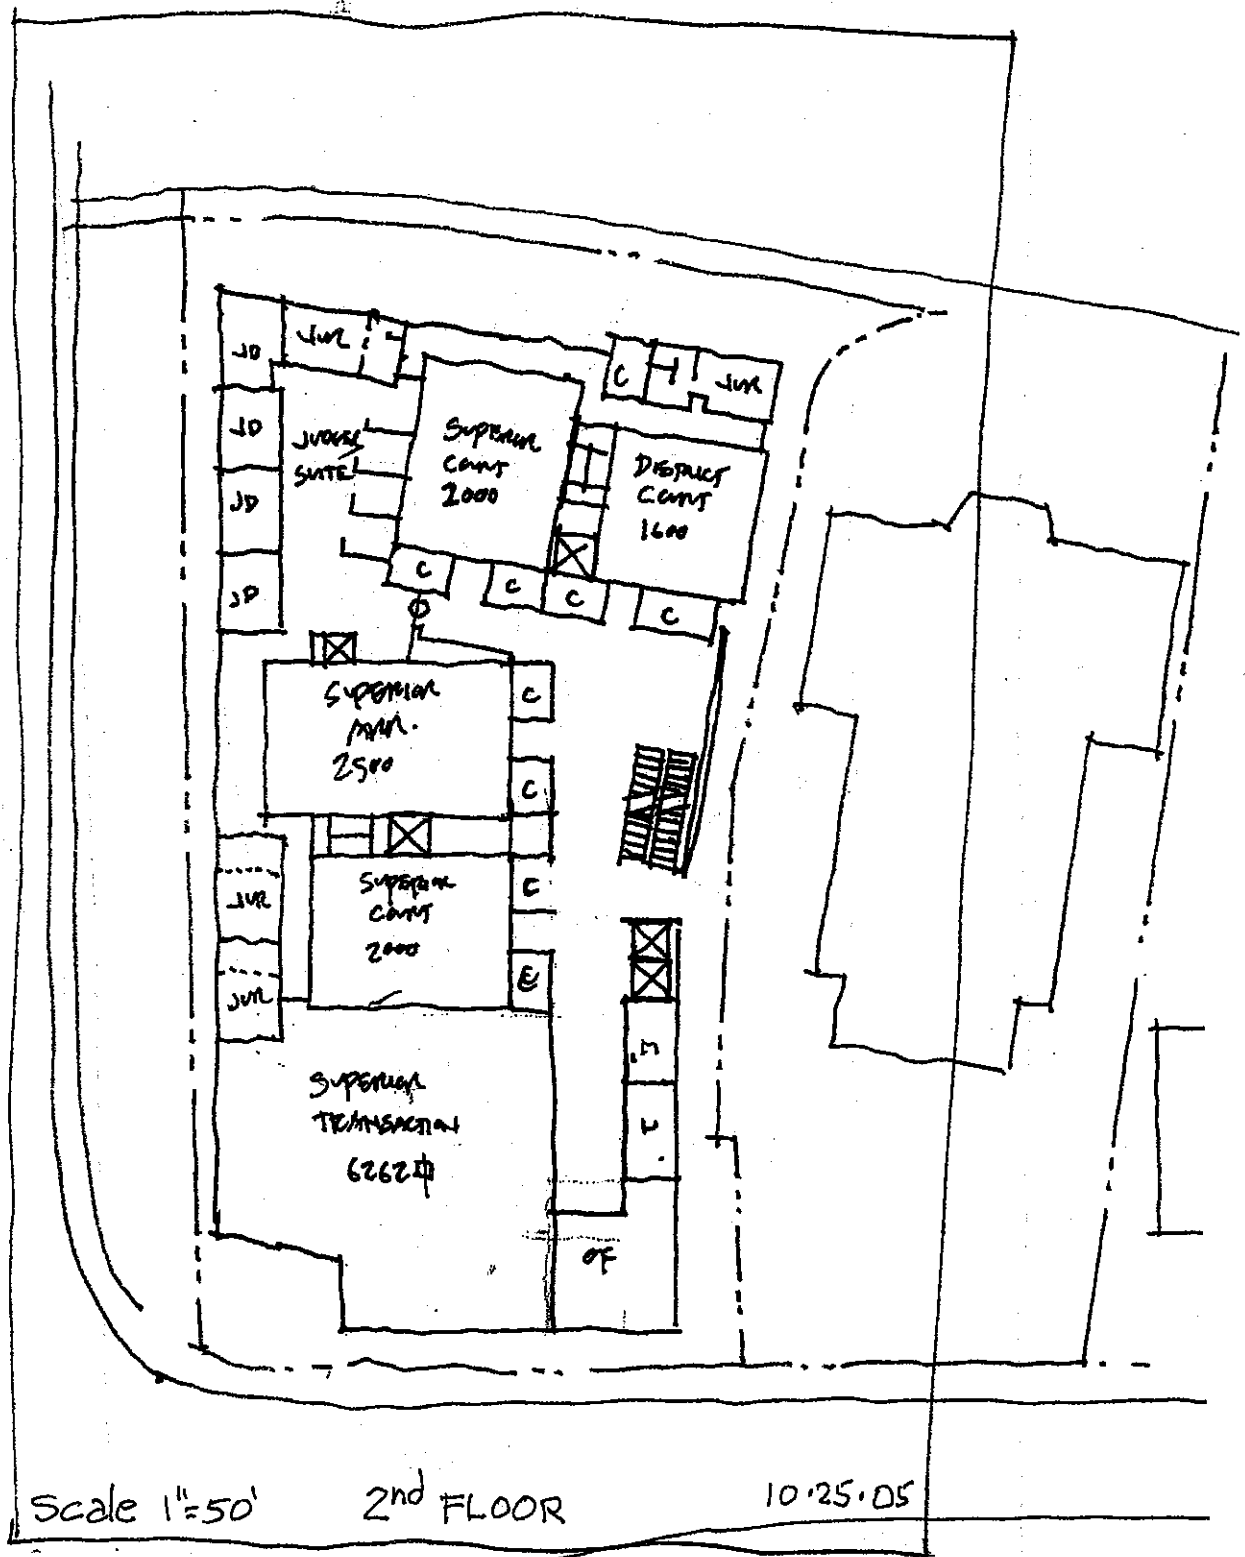 JD
JUR
C
JUR
JD
JUDGES
SUITE
SUPERIOR
COURT
2000
DISTRICT
COURT
1600
JD
JD
C
C
C
C
SUPERIOR
ARR.
2500
C
C
SUPERIOR
COURT
2000
C
JUR
JUR
SUPERIOR
TRANSACTION
6262
OF
Scale 1"=50'
2nd FLOOR
10.25.05